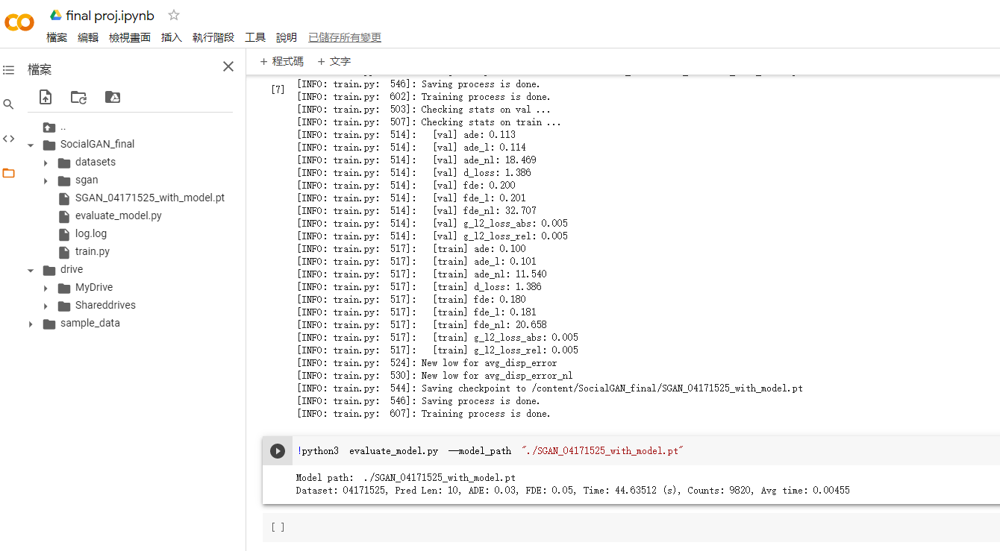 final proj.ipynb
檔案 編輯 檢視畫面 插入 執行階段 工具 說明 已儲存所有變更
檔案
+ 程式碼 + 文字
..
SocialGAN_final
datasets
sgan
SGAN_04171525_with_model.pt
evaluate_model.py
log.log
train.py
drive
MyDrive
Shareddrives
sample_data
[7]
[INFO: train.py: 546]: Saving process is done.
[INFO: train.py: 602]: Training process is done.
[INFO: train.py: 503]: Checking stats on val ...
[INFO: train.py: 507]: Checking stats on train ...
[INFO: train.py: 514]: [val] ade: 0.113
[INFO: train.py: 514]: [val] ade_l: 0.114
[INFO: train.py: 514]: [val] ade_nl: 18.469
[INFO: train.py: 514]: [val] d_loss: 1.386
[INFO: train.py: 514]: [val] fde: 0.200
[INFO: train.py: 514]: [val] fde_l: 0.201
[INFO: train.py: 514]: [val] fde_nl: 32.707
[INFO: train.py: 514]: [val] g_l2_loss_abs: 0.005
[INFO: train.py: 514]: [val] g_l2_loss_rel: 0.005
[INFO: train.py: 517]: [train] ade: 0.100
[INFO: train.py: 517]: [train] ade_l: 0.101
[INFO: train.py: 517]: [train] ade_nl: 11.540
[INFO: train.py: 517]: [train] d_loss: 1.386
[INFO: train.py: 517]: [train] fde: 0.180
[INFO: train.py: 517]: [train] fde_l: 0.181
[INFO: train.py: 517]: [train] fde_nl: 20.658
[INFO: train.py: 517]: [train] g_l2_loss_abs: 0.005
[INFO: train.py: 517]: [train] g_l2_loss_rel: 0.005
[INFO: train.py: 524]: New low for avg_disp_error
[INFO: train.py: 530]: New low for avg_disp_error_nl
[INFO: train.py: 544]: Saving checkpoint to /content/SocialGAN_final/SGAN_04171525_with_model.pt
[INFO: train.py: 546]: Saving process is done.
[INFO: train.py: 607]: Training process is done.
!python3 evaluate_model.py --model_path "./SGAN_04171525_with_model.pt"
Model path: ./SGAN_04171525_with_model.pt
Dataset: 04171525, Pred Len: 10, ADE: 0.03, FDE: 0.05, Time: 44.63512 (s), Counts: 9820, Avg time: 0.00455
[ ]